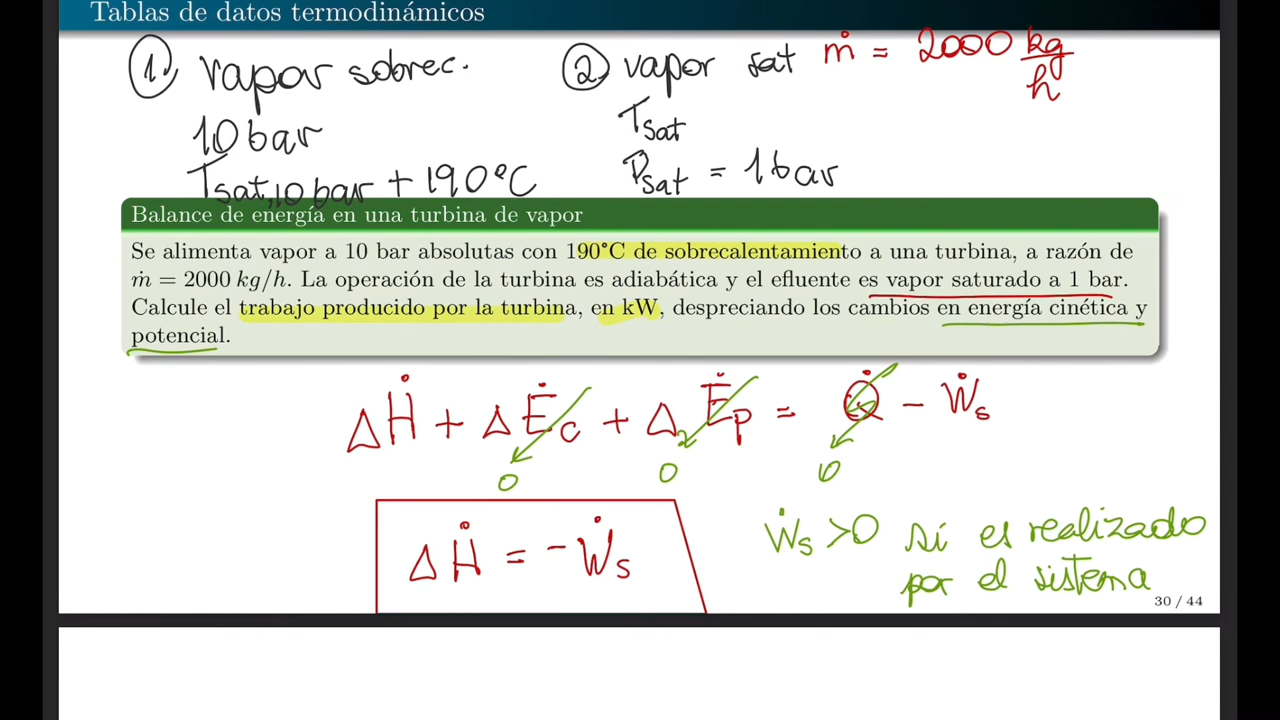 Tablas de datos termodinámicos
① vapor sobrec.
10 bar
Tsat,10bar + 190°C
② vapor sat
Tsat
Psat = 1 bar
ṁ = 2000 kg/h
Balance de energía en una turbina de vapor
Se alimenta vapor a 10 bar absolutas con 190°C de sobrecalentamiento a una turbina, a razón de
ṁ = 2000 kg/h. La operación de la turbina es adiabática y el efluente es vapor saturado a 1 bar.
Calcule el trabajo producido por la turbina, en kW, despreciando los cambios en energía cinética y
potencial.
ΔḢ + ΔĖc + ΔĖp = Q̇ − Ẇs
0 0 0
ΔḢ = −Ẇs
Ẇs > 0 si es realizado
por el sistema
30 / 44